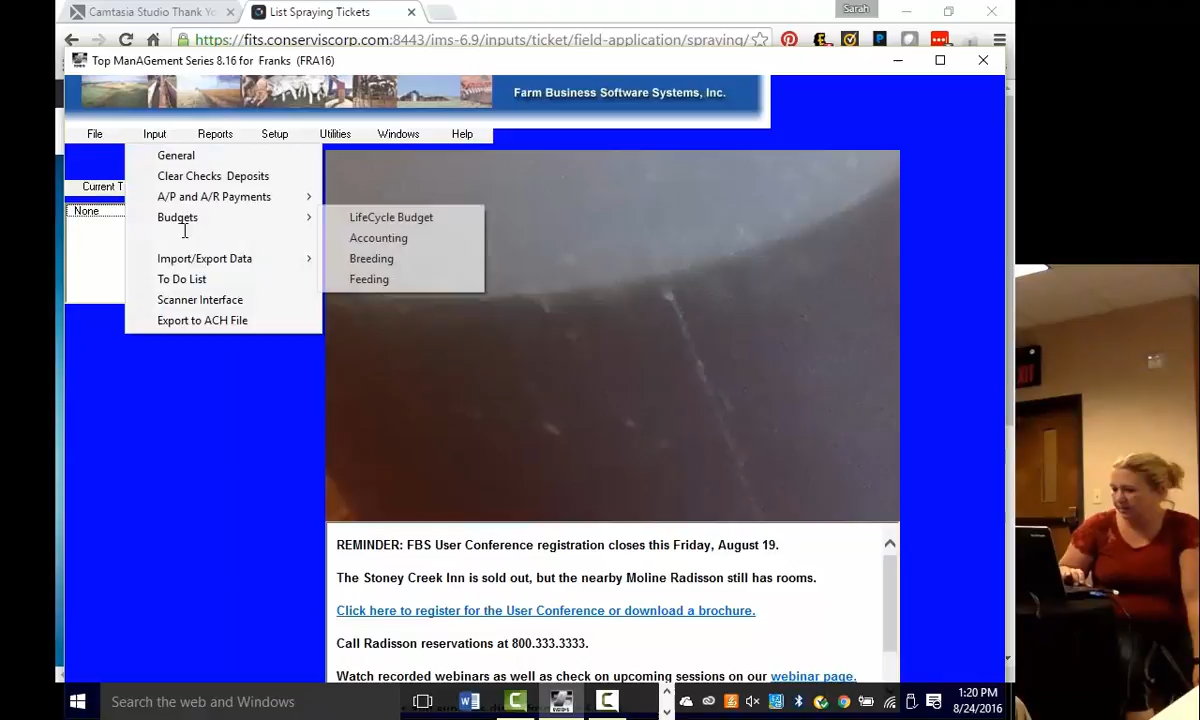 Camtasia Studio Thank Yo
List Spraying Tickets
Sarah
https://fits.conserviscorp.com:8443/ims-6.9/inputs/ticket/field-application/spraying/
Top ManAGement Series 8.16 for Franks (FRA16)
Farm Business Software Systems, Inc.
File Input Reports Setup Utilities Windows Help
General
Clear Checks Deposits
Current T
A/P and A/R Payments
None
Budgets
LifeCycle Budget
Accounting
Import/Export Data
Breeding
To Do List
Feeding
Scanner Interface
Export to ACH File
EXIT
REMINDER: FBS User Conference registration closes this Friday, August 19.
The Stoney Creek Inn is sold out, but the nearby Moline Radisson still has rooms.
Click here to register for the User Conference or download a brochure.
Call Radisson reservations at 800.333.3333.
Watch recorded webinars as well as check on upcoming sessions on our webinar page.
Search the web and Windows
1:20 PM
8/24/2016